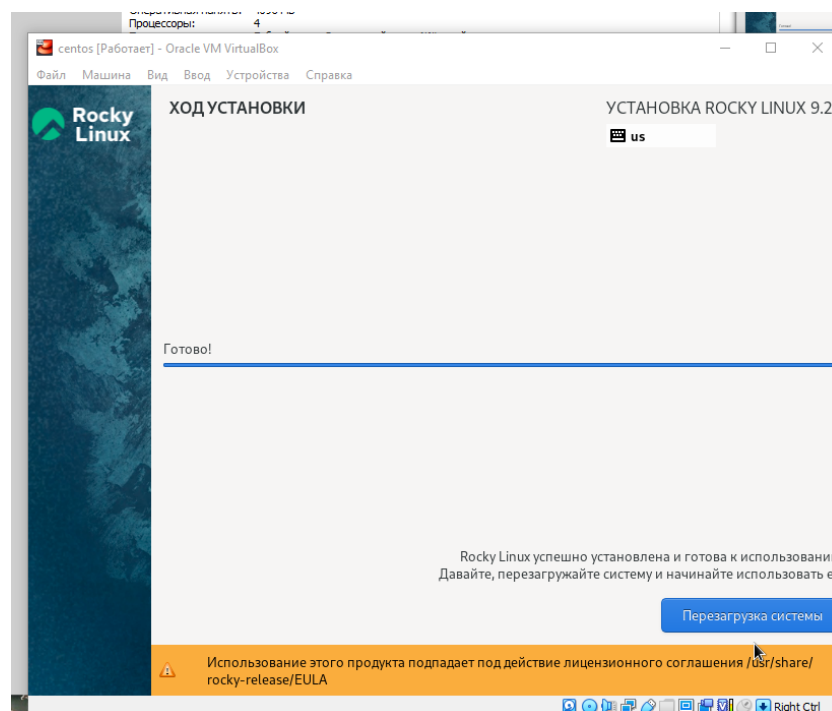 Процессоры: 4
centos [Работает] - Oracle VM VirtualBox
Файл Машина Вид Ввод Устройства Справка
Rocky
Linux
ХОД УСТАНОВКИ
УСТАНОВКА ROCKY LINUX 9.2
us
Готово!
Rocky Linux успешно установлена и готова к использовани
Давайте, перезагружайте систему и начинайте использовать е
Перезагрузка системы
Использование этого продукта подпадает под действие лицензионного соглашения /usr/share/
rocky-release/EULA
Right Ctrl